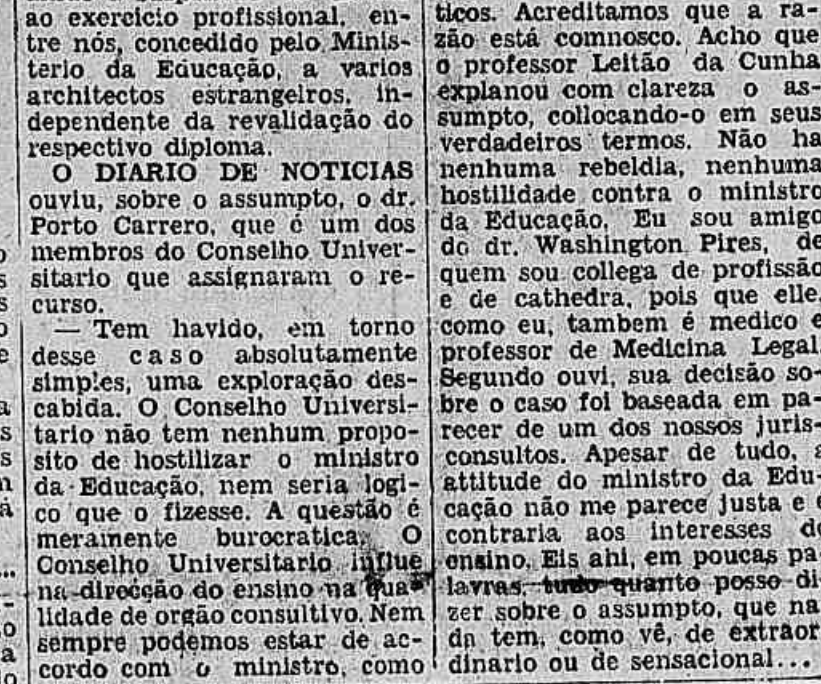 ao exercicio profissional, en-
tre nós, concedido pelo Minis-
terio da Educação, a varios
architectos estrangeiros, in-
dependente da revalidação do
respectivo diploma.
O DIARIO DE NOTICIAS
ouviu, sobre o assumpto, o dr.
Porto Carrero, que é um dos
membros do Conselho Univer-
sitario que assignaram o re-
curso.
— Tem havido, em torno
desse caso absolutamente
simples, uma exploração des-
cabida. O Conselho Universi-
tario não tem nenhum propo-
sito de hostilizar o ministro
da Educação, nem seria logi-
co que o fizesse. A questão é
meramente burocratica. O
Conselho Universitario influe
na direcção do ensino na qua-
lidade de orgão consultivo. Nem
sempre podemos estar de ac-
cordo com o ministro, como
ticos. Acreditamos que a ra-
zão está comnosco. Acho que
o professor Leitão da Cunha
explanou com clareza o as-
sumpto, collocando-o em seus
verdadeiros termos. Não ha
nenhuma rebeldia, nenhuma
hostilidade contra o ministro
da Educação. Eu sou amigo
do dr. Washington Pires, de
quem sou collega de profissão
e de cathedra, pois que elle,
como eu, tambem é medico e
professor de Medicina Legal.
Segundo ouvi, sua decisão so-
bre o caso foi baseada em pa-
recer de um dos nossos juris-
consultos. Apesar de tudo, a
attitude do ministro da Edu-
cação não me parece justa e é
contraria aos interesses do
ensino. Eis ahi, em poucas pa-
lavras, tudo quanto posso di-
zer sobre o assumpto, que na
da tem, como vê, de extraor
dinario ou de sensacional...